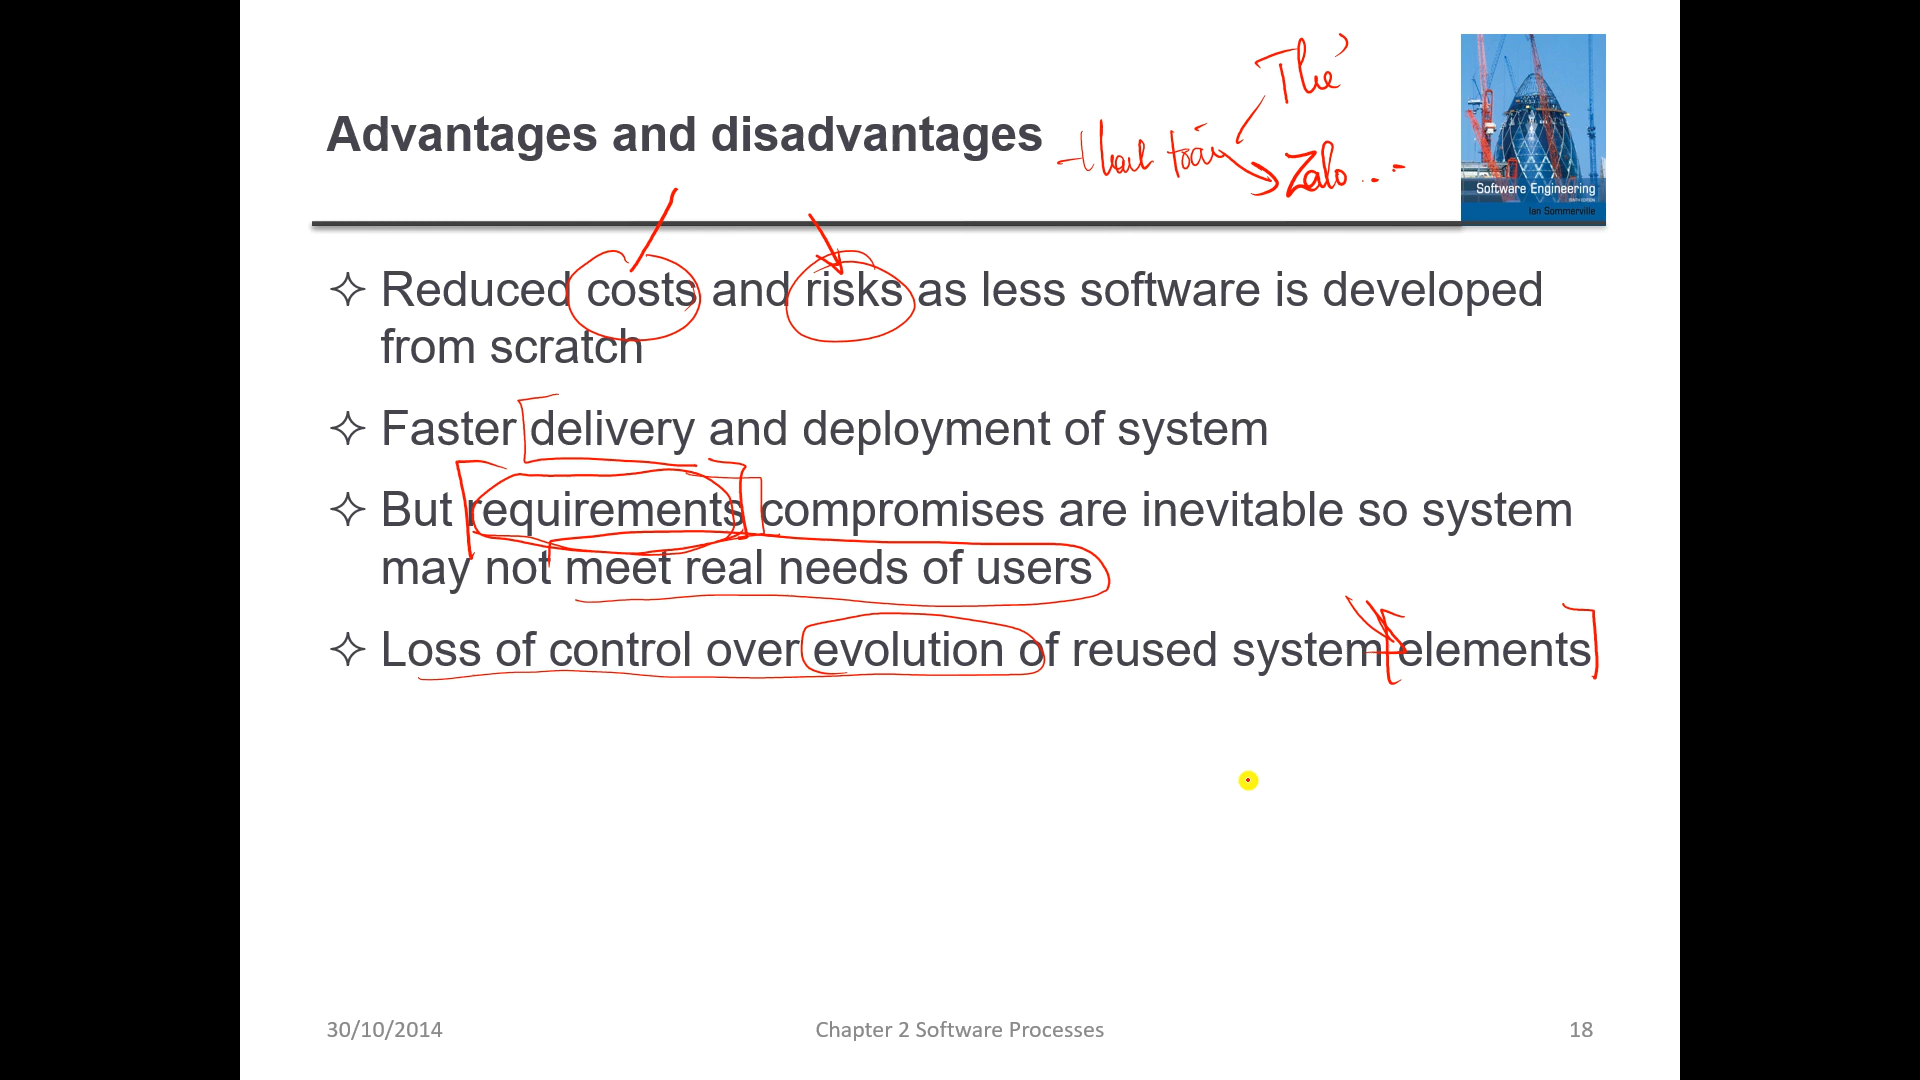 Thẻ
Advantages and disadvantages
thanh toán
Zalo...
Software Engineering
Ian Sommerville
✧ Reduced costs and risks as less software is developed
from scratch
✧ Faster delivery and deployment of system
✧ But requirements compromises are inevitable so system
may not meet real needs of users
✧ Loss of control over evolution of reused system elements
30/10/2014
Chapter 2 Software Processes
18